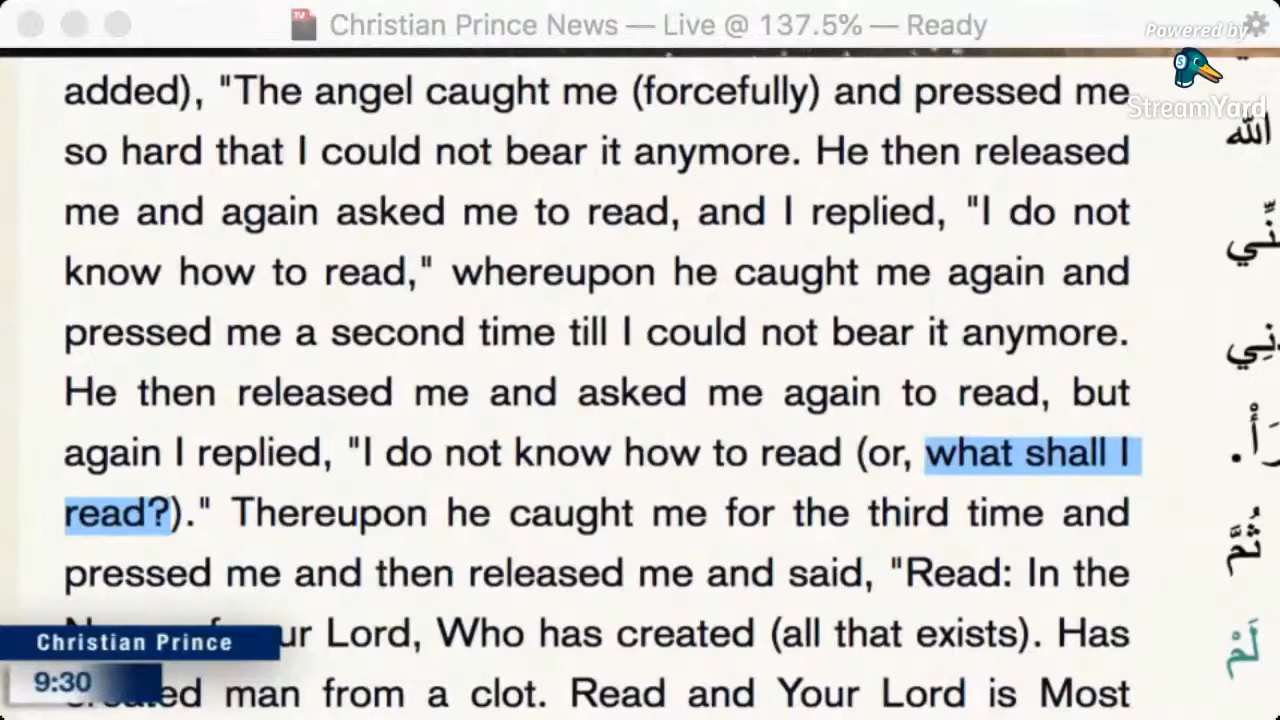 Christian Prince News — Live @ 137.5% — Ready
Powered by
StreamYard
added), "The angel caught me (forcefully) and pressed me
so hard that I could not bear it anymore. He then released
me and again asked me to read, and I replied, "I do not
know how to read," whereupon he caught me again and
pressed me a second time till I could not bear it anymore.
He then released me and asked me again to read, but
again I replied, "I do not know how to read (or, what shall I
read?)." Thereupon he caught me for the third time and
pressed me and then released me and said, "Read: In the
ur Lord, Who has created (all that exists). Has
man from a clot. Read and Your Lord is Most
الله
Christian Prince
9:30